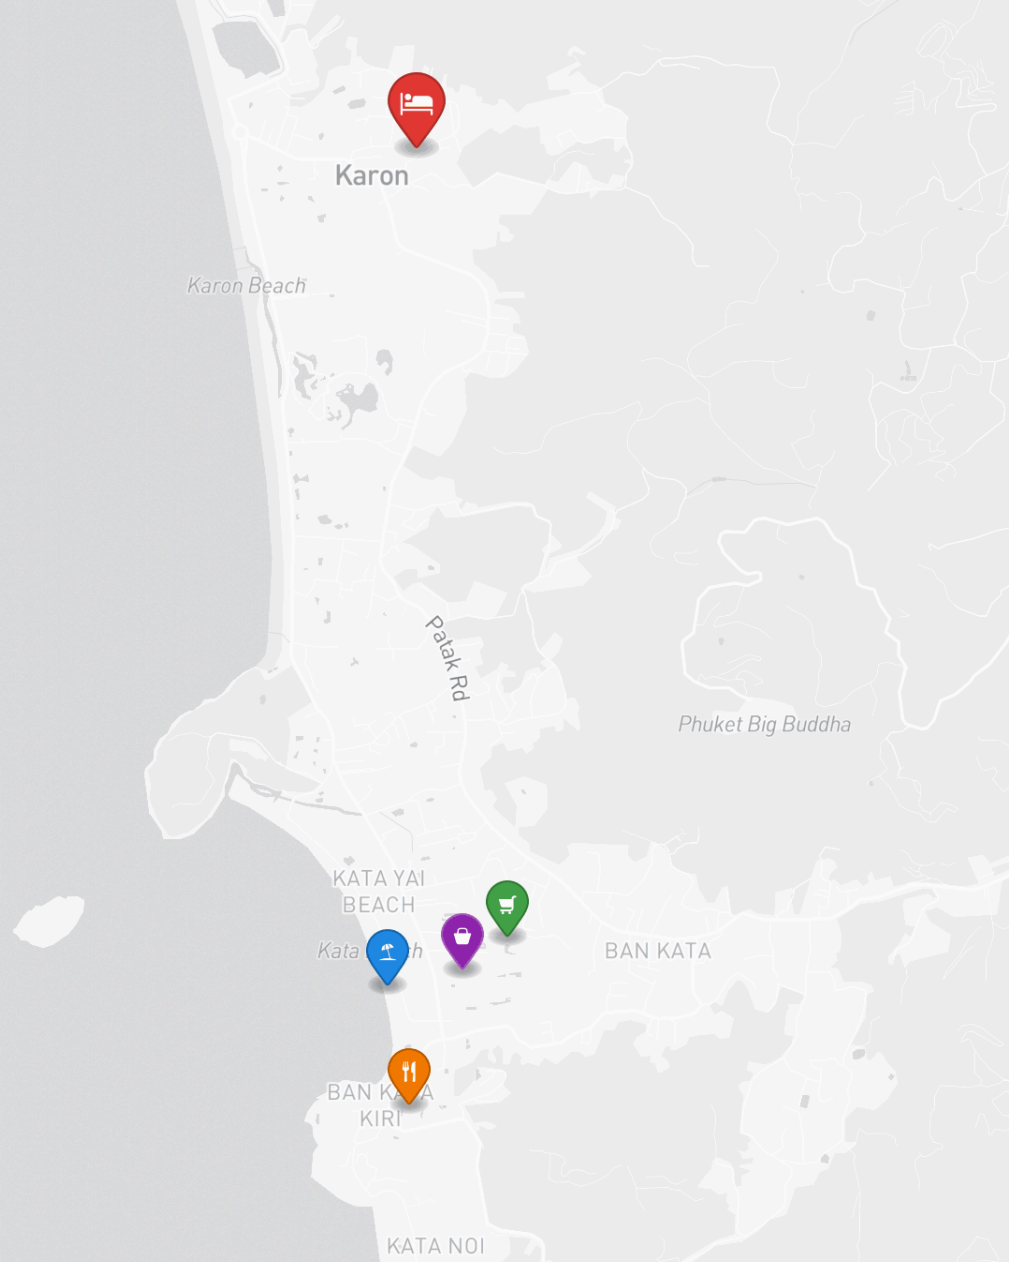 Karon
Karon Beach
Patak Rd
Phuket Big Buddha
KATA YAI
BEACH
Kata
BAN KATA
BAN
KIRI
KATA NOI